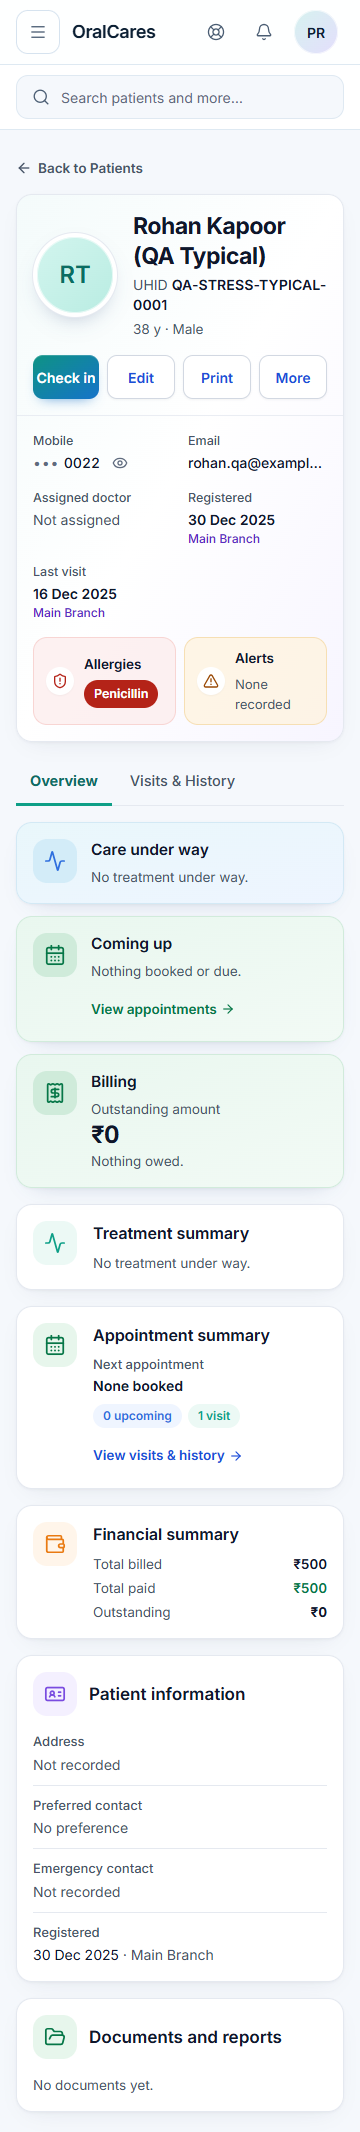 OralCares
PR
Search patients and more...
← Back to Patients
RT
Rohan Kapoor
(QA Typical)
UHID QA-STRESS-TYPICAL-
0001
38 y · Male
Check in
Edit
Print
More
Mobile
••• 0022
Email
rohan.qa@exampl...
Assigned doctor
Not assigned
Registered
30 Dec 2025
Main Branch
Last visit
16 Dec 2025
Main Branch
Allergies
Penicillin
Alerts
None
recorded
Overview
Visits & History
Care under way
No treatment under way.
Coming up
Nothing booked or due.
View appointments →
Billing
Outstanding amount
₹0
Nothing owed.
Treatment summary
No treatment under way.
Appointment summary
Next appointment
None booked
0 upcoming
1 visit
View visits & history →
Financial summary
Total billed ₹500
Total paid ₹500
Outstanding ₹0
Patient information
Address
Not recorded
Preferred contact
No preference
Emergency contact
Not recorded
Registered
30 Dec 2025 · Main Branch
Documents and reports
No documents yet.